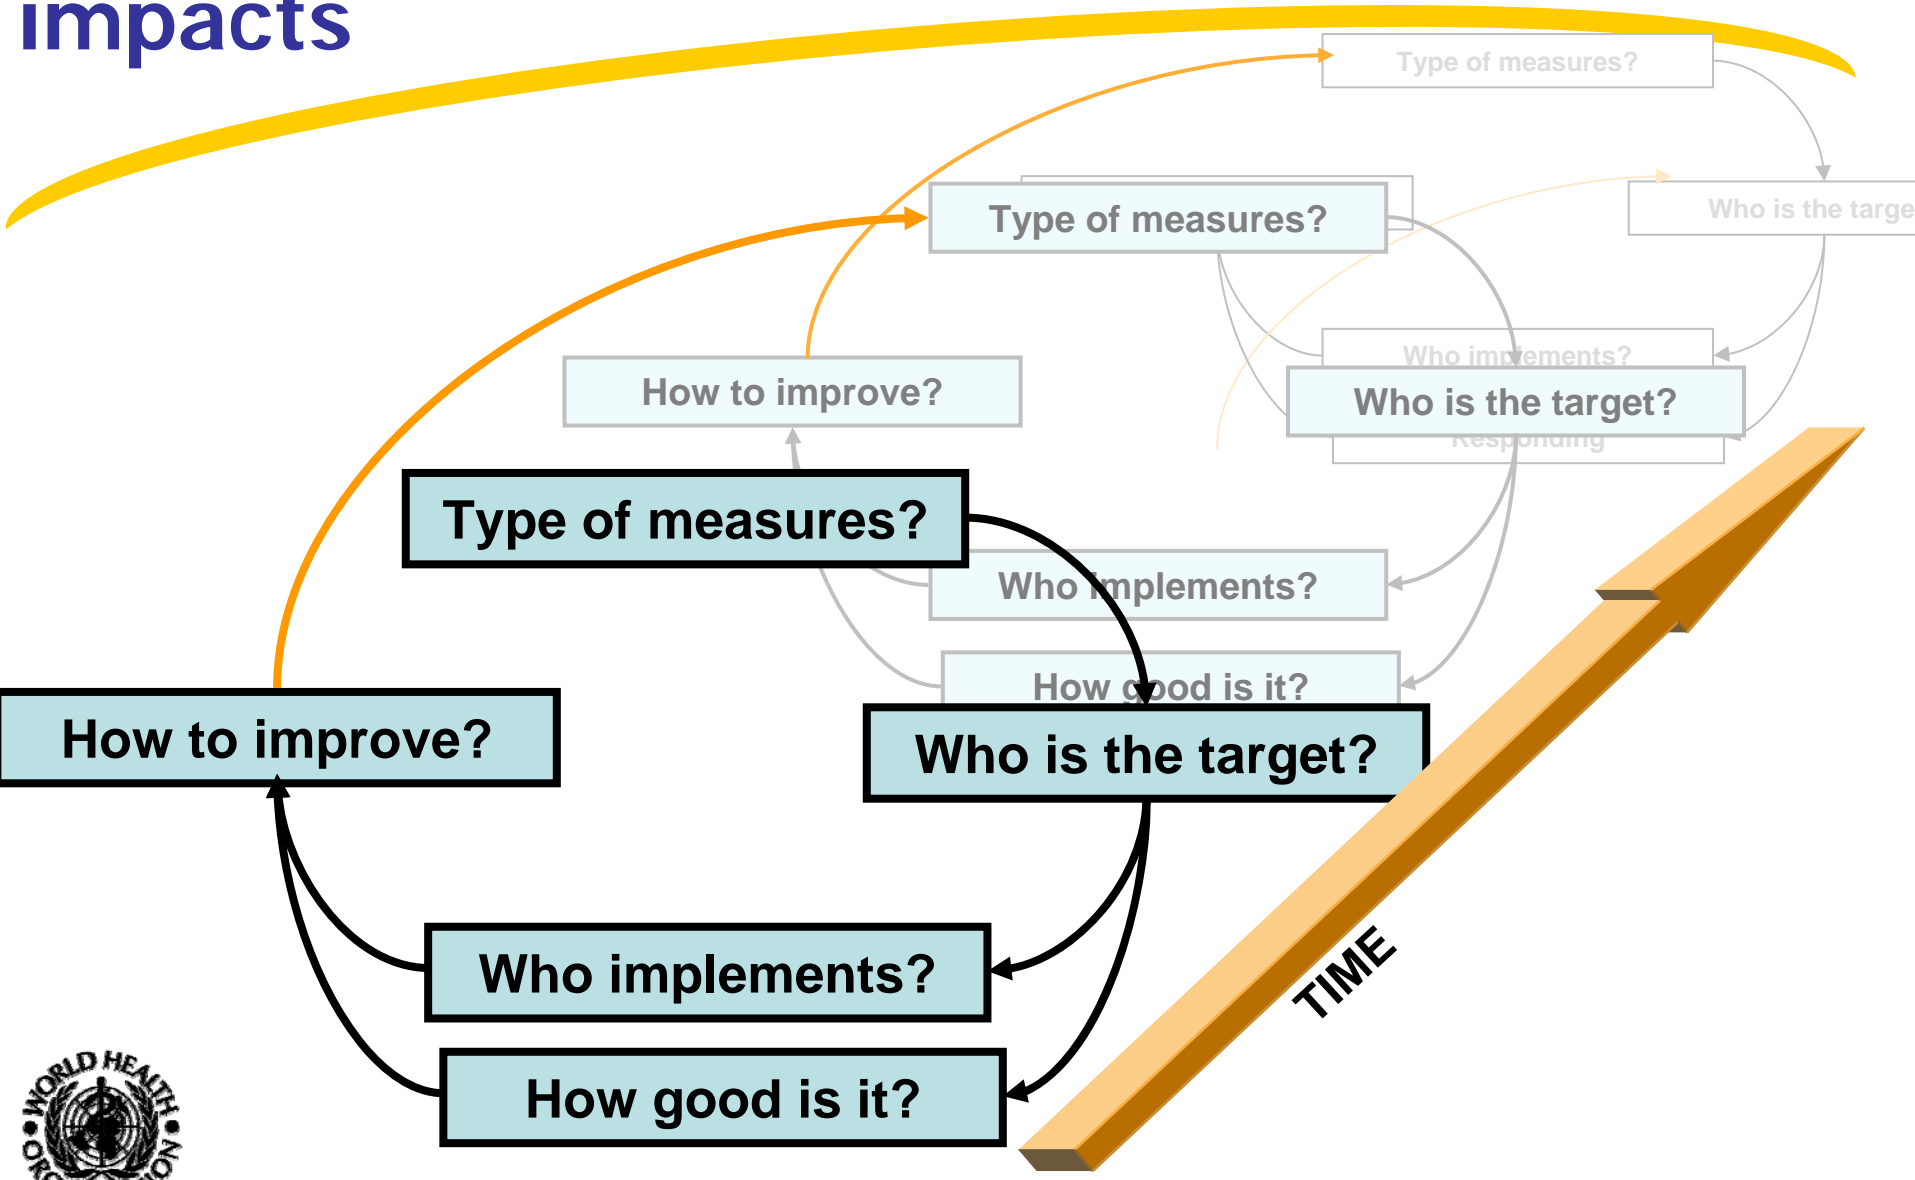 impacts
Type of measures?
Who is the targe
Type of measures?
Who implements?
How to improve?
Who is the target?
Responding
Type of measures?
Who implements?
How good is it?
How to improve?
Who is the target?
Who implements?
TIME
How good is it?
WORLD HEALTH